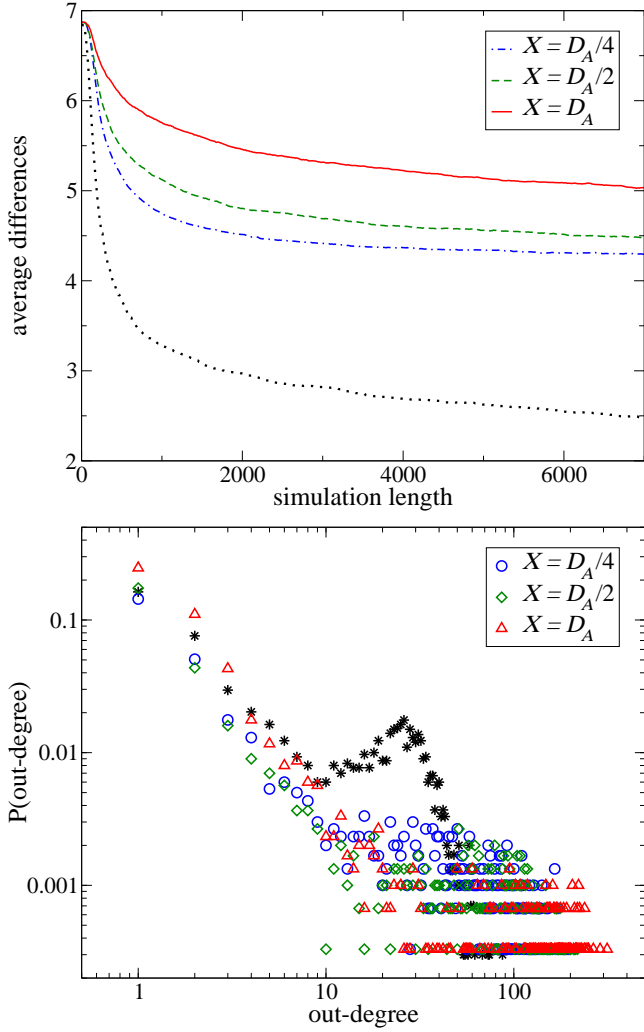 7
6
5
4
3
2
average differences
X = D_A/4
X = D_A/2
X = D_A
0 2000 4000 6000
simulation length
0.1
0.01
0.001
P(out-degree)
X = D_A/4
X = D_A/2
X = D_A
1 10 100
out-degree